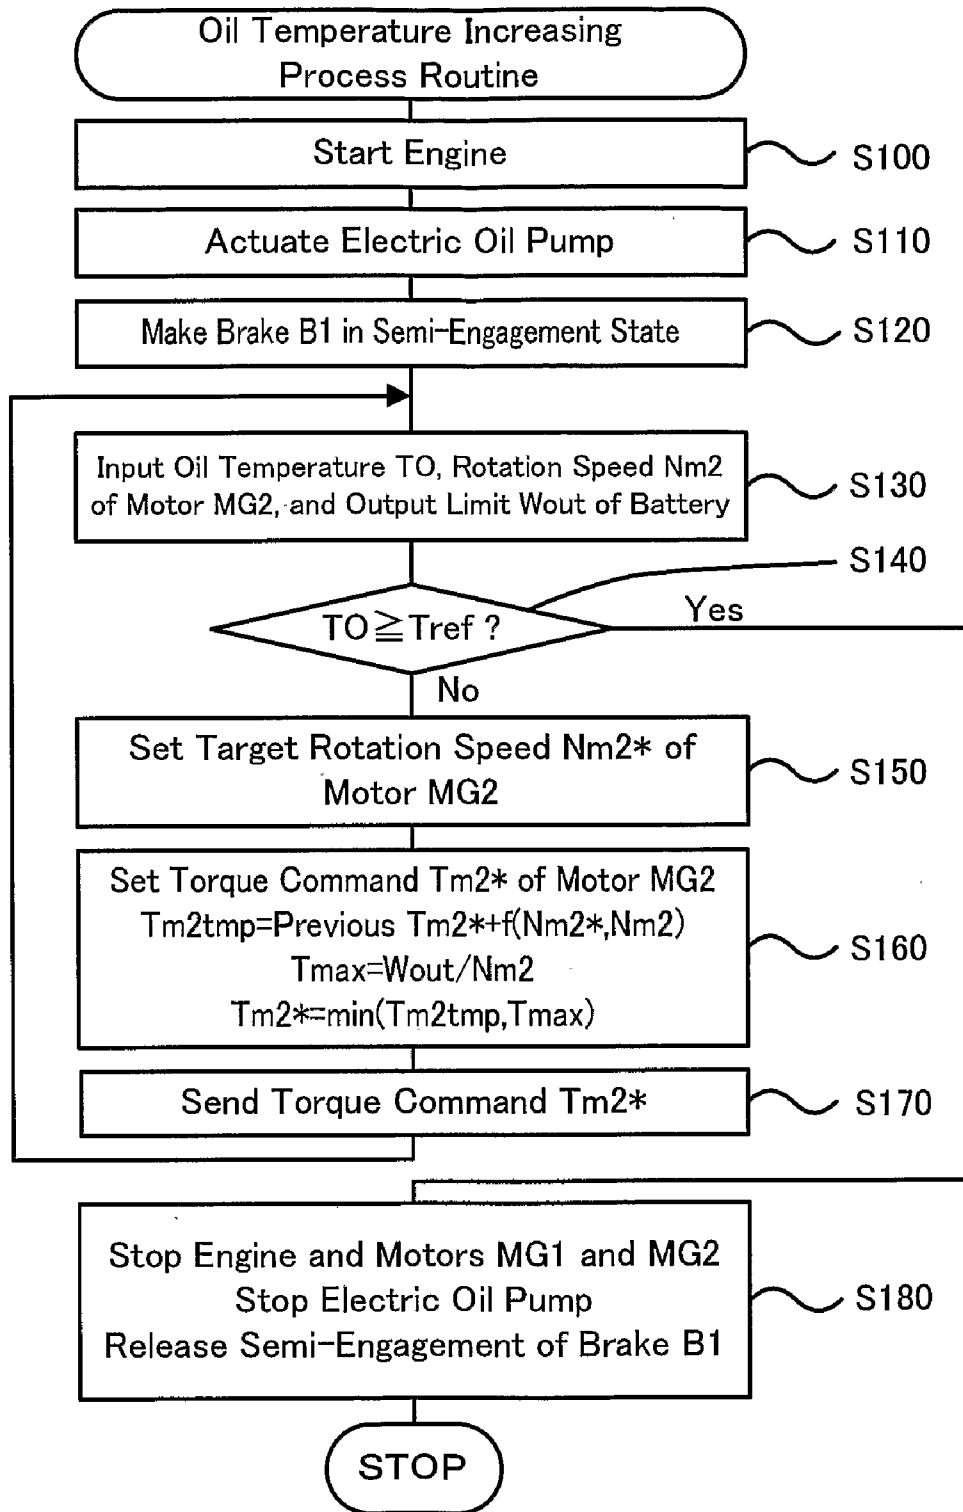 Oil Temperature Increasing
Process Routine
Start Engine
S100
Actuate Electric Oil Pump
S110
Make Brake B1 in Semi-Engagement State
S120
Input Oil Temperature TO, Rotation Speed Nm2
of Motor MG2, and Output Limit Wout of Battery
S130
S140
TO≧Tref ?
Yes
No
Set Target Rotation Speed Nm2* of
Motor MG2
S150
Set Torque Command Tm2* of Motor MG2
Tm2tmp=Previous Tm2*+f(Nm2*,Nm2)
Tmax=Wout/Nm2
Tm2*=min(Tm2tmp,Tmax)
S160
Send Torque Command Tm2*
S170
Stop Engine and Motors MG1 and MG2
Stop Electric Oil Pump
Release Semi-Engagement of Brake B1
S180
STOP